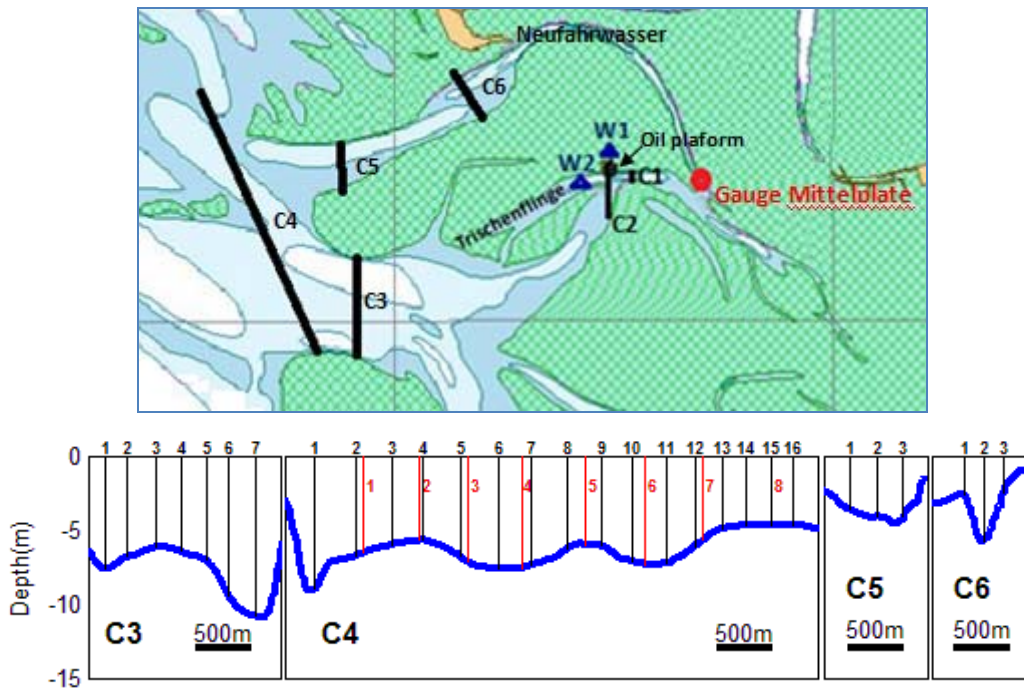 Neufahrwasser
C6
W1
Oil plaform
C5
W2
C1
Gauge Mittelplate
Trischenflinge
C2
C4
C3
1 2 3 4 5 6 7
1 2 3 4 5 6 7 8 9 10 11 12 13 14 15 16
1 2 3
1 2 3
0
-5
-10
-15
Depth(m)
1 2 3 4 5 6 7 8
C3
500m
C4
500m
C5
500m
C6
500m